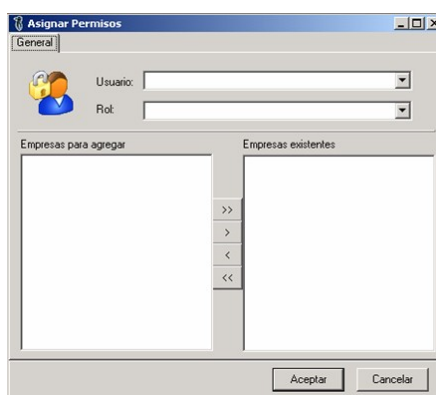 Asignar Permisos
General
Usuario:
Rol:
Empresas para agregar
Empresas existentes
>>
>
<
<<
Aceptar
Cancelar